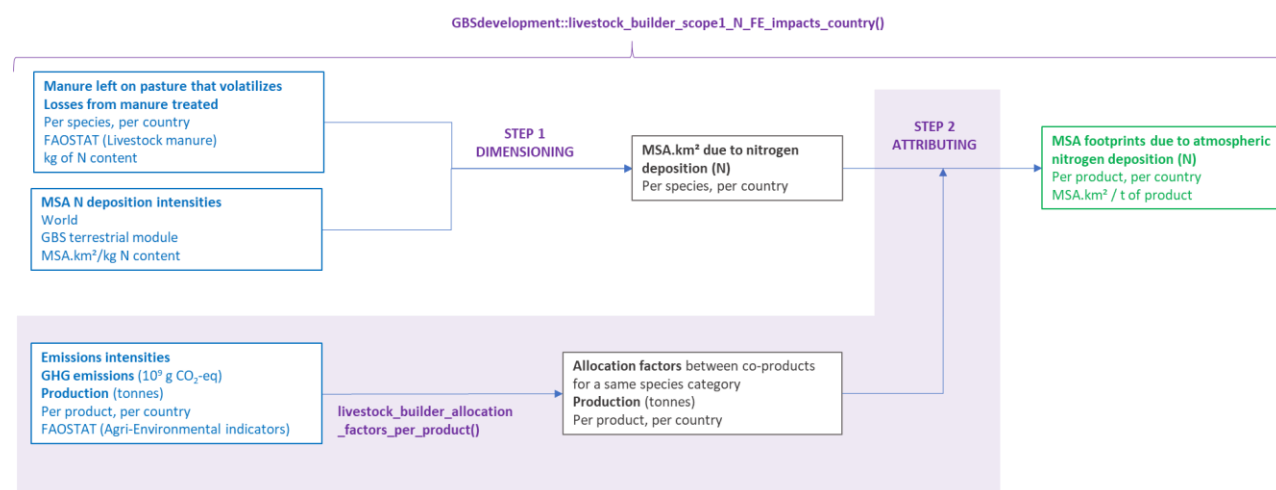 GBSdevelopment::livestock_builder_scope1_N_FE_impacts_country()
Manure left on pasture that volatilizes
Losses from manure treated
Per species, per country
FAOSTAT (Livestock manure)
kg of N content
MSA N deposition intensities
World
GBS terrestrial module
MSA.km²/kg N content
STEP 1
DIMENSIONING
MSA.km² due to nitrogen
deposition (N)
Per species, per country
STEP 2
ATTRIBUTING
MSA footprints due to atmospheric
nitrogen deposition (N)
Per product, per country
MSA.km² / t of product
Emissions intensities
GHG emissions (10⁹ g CO₂-eq)
Production (tonnes)
Per product, per country
FAOSTAT (Agri-Environmental indicators)
livestock_builder_allocation
_factors_per_product()
Allocation factors between co-products
for a same species category
Production (tonnes)
Per product, per country